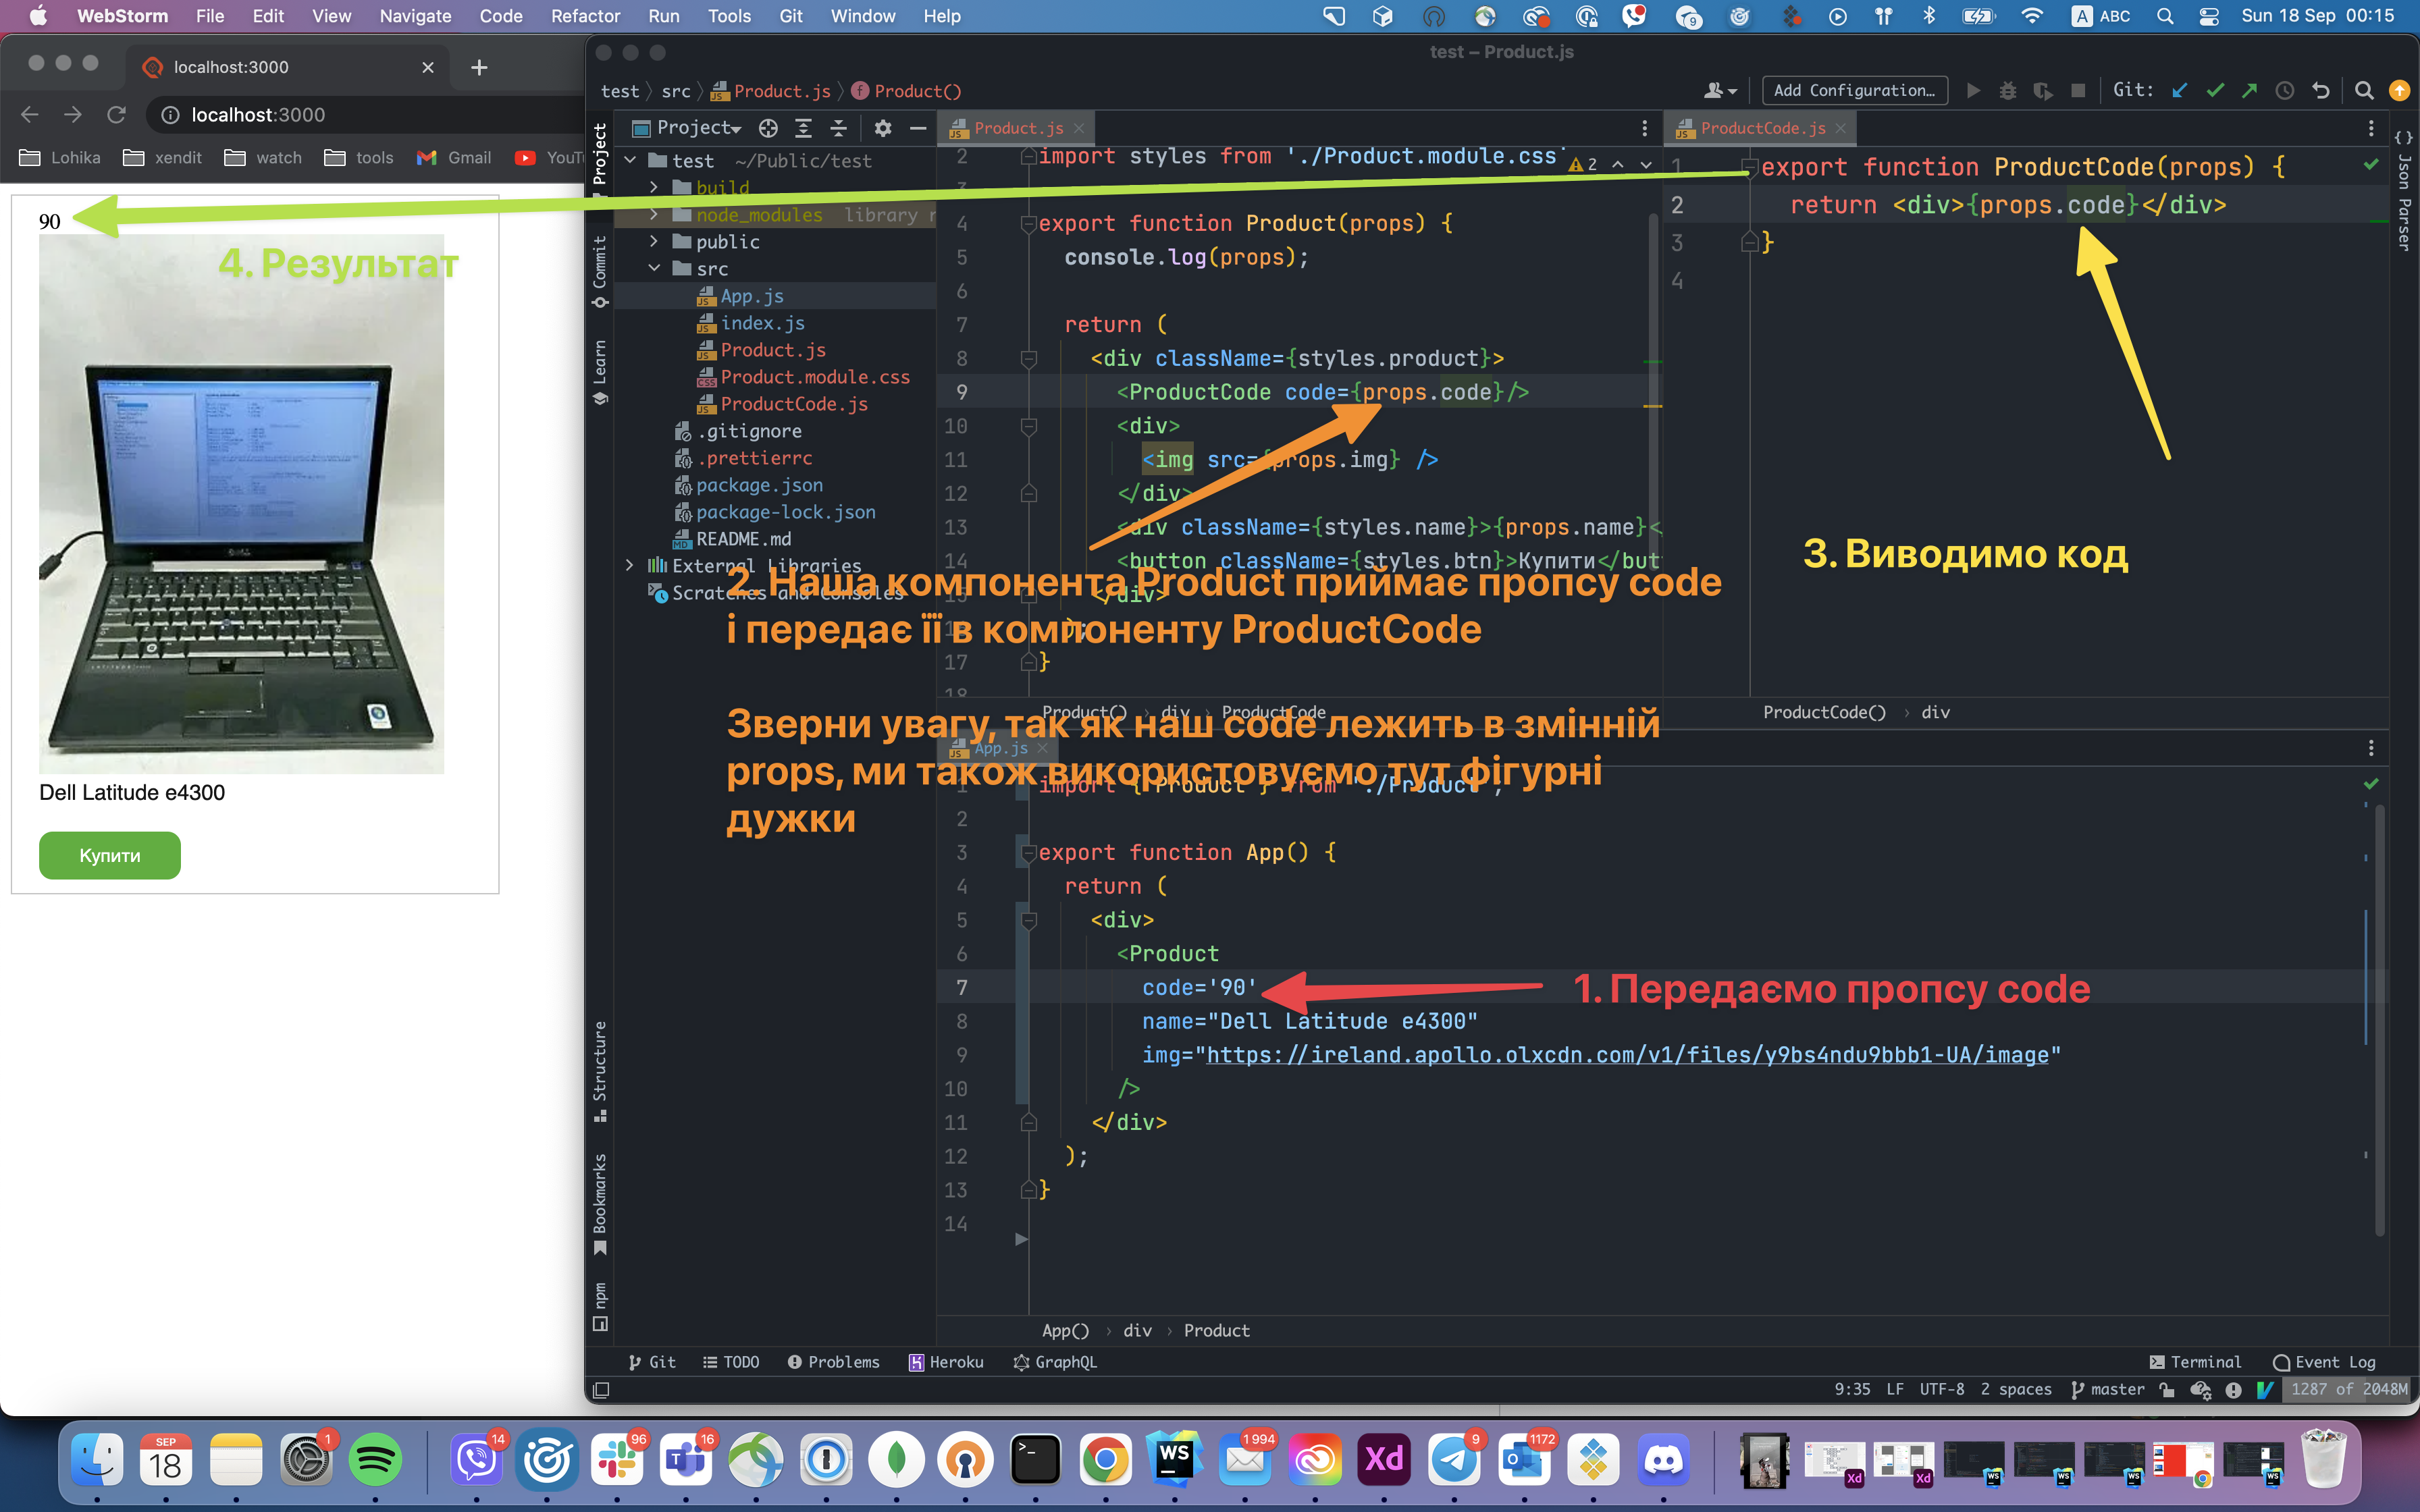 WebStorm File Edit View Navigate Code Refactor Run Tools Git Window Help
9
A ABC
Sun 18 Sep 00:15
localhost:3000
localhost:3000
Lohika xendit watch tools Gmail YouT
90
4. Результат
Dell Latitude e4300
Купити
test – Product.js
test src Product.js Product()
Add Configuration...
Git:
Project
Project
Commit
Learn
Structure
Bookmarks
npm
test ~/Public/test
build
node_modules library r
public
src
App.js
index.js
Product.js
Product.module.css
ProductCode.js
.gitignore
.prettierrc
package.json
package-lock.json
README.md
External Libraries
Scratches and Consoles
Product.js
2
2 import styles from './Product.module.css'
3
4 export function Product(props) {
5 console.log(props);
6
7 return (
8 <div className={styles.product}>
9 <ProductCode code={props.code}/>
10 <div>
11 <img src={props.img} />
12 </div>
13 <div className={styles.name}>{props.name}<
14 <button className={styles.btn}>Купити</but
15 </div>
16 );
17 }
18
Product() › div › ProductCode
ProductCode.js
1 export function ProductCode(props) {
2 return <div>{props.code}</div>
3 }
4
ProductCode() › div
Json Parser
3. Виводимо код
2. Наша компонента Product приймає пропсу code
і передає її в компоненту ProductCode
Зверни увагу, так як наш code лежить в змінній
props, ми також використовуємо тут фігурні
дужки
App.js
1 import { Product } from './Product';
2
3 export function App() {
4 return (
5 <div>
6 <Product
7 code='90'
1. Передаємо пропсу code
8 name="Dell Latitude e4300"
9 img="https://ireland.apollo.olxcdn.com/v1/files/y9bs4ndu9bbb1-UA/image"
10 />
11 </div>
12 );
13 }
14
App() › div › Product
Git TODO Problems Heroku GraphQL
Terminal Event Log
9:35 LF UTF-8 2 spaces master 1287 of 2048M
SEP
18
1
14
96
16
WS
1994
Xd
9
1172